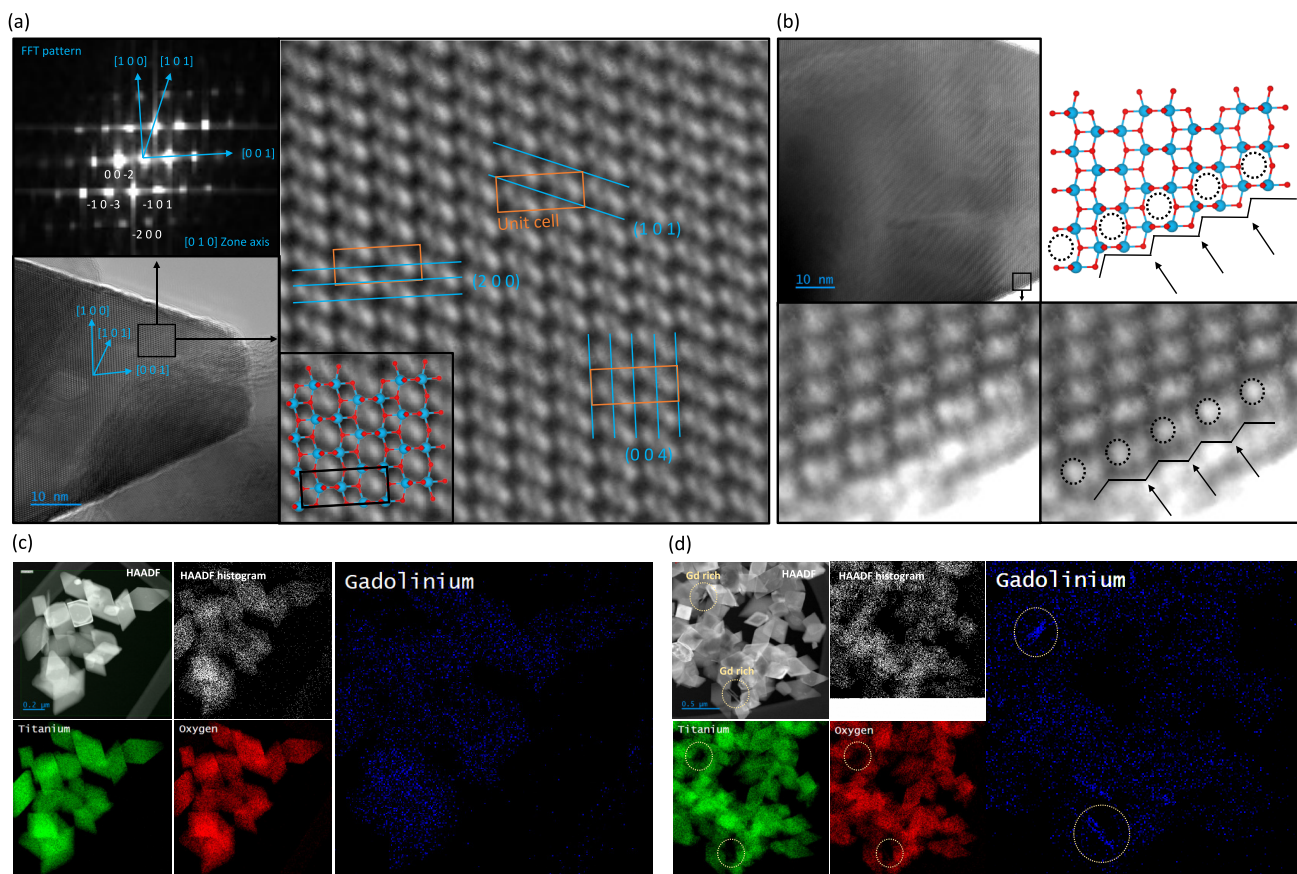 (a)
FFT pattern
[1 0 0]
[1 0 1]
[0 0 1]
0 0 -2
-1 0 -3
-1 0 1
-2 0 0
[0 1 0] Zone axis
[1 0 0]
[1 0 1]
[0 0 1]
10 nm
Unit cell
(1 0 1)
(2 0 0)
(0 0 4)
(b)
10 nm
(c)
HAADF
0.2 µm
HAADF histogram
Gadolinium
Titanium
Oxygen
(d)
Gd rich
HAADF
Gd rich
0.5 µm
HAADF histogram
Gadolinium
Titanium
Oxygen